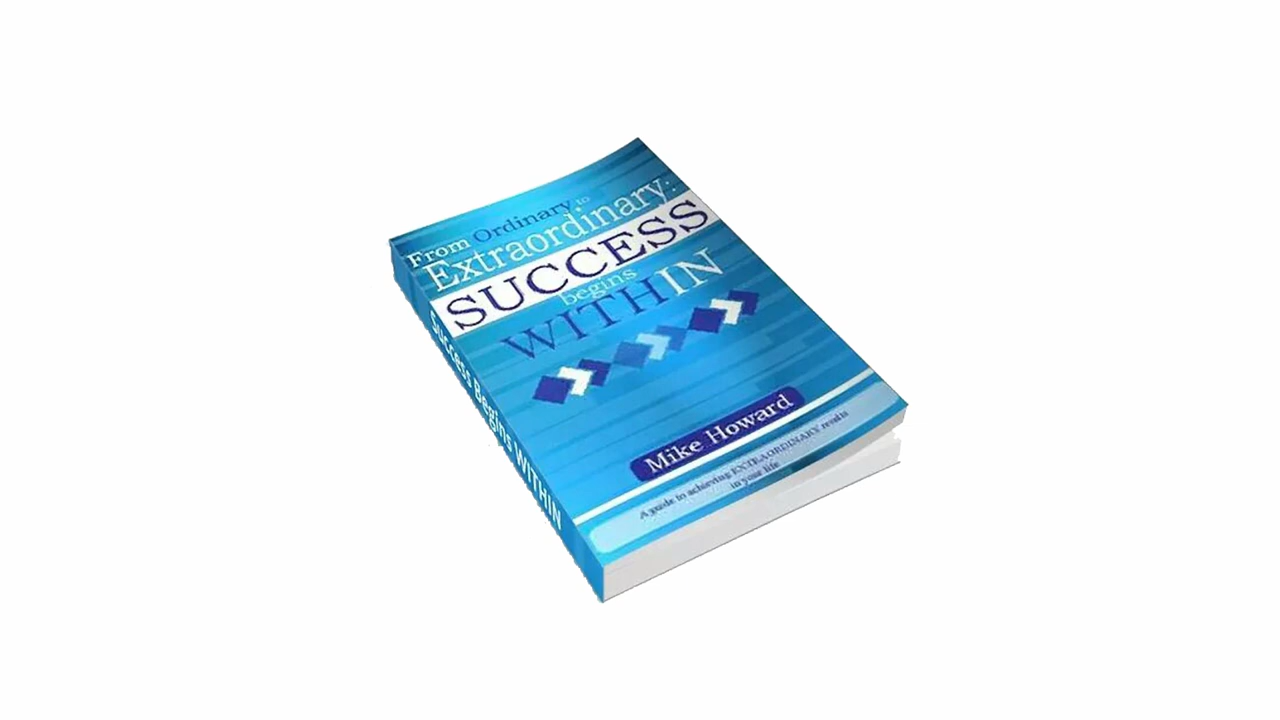 From Ordinary to
Extraordinary:
SUCCESS
begins
WITHIN
Mike Howard
A guide to achieving EXTRAORDINARY results
in your life
Success Begins WITHIN